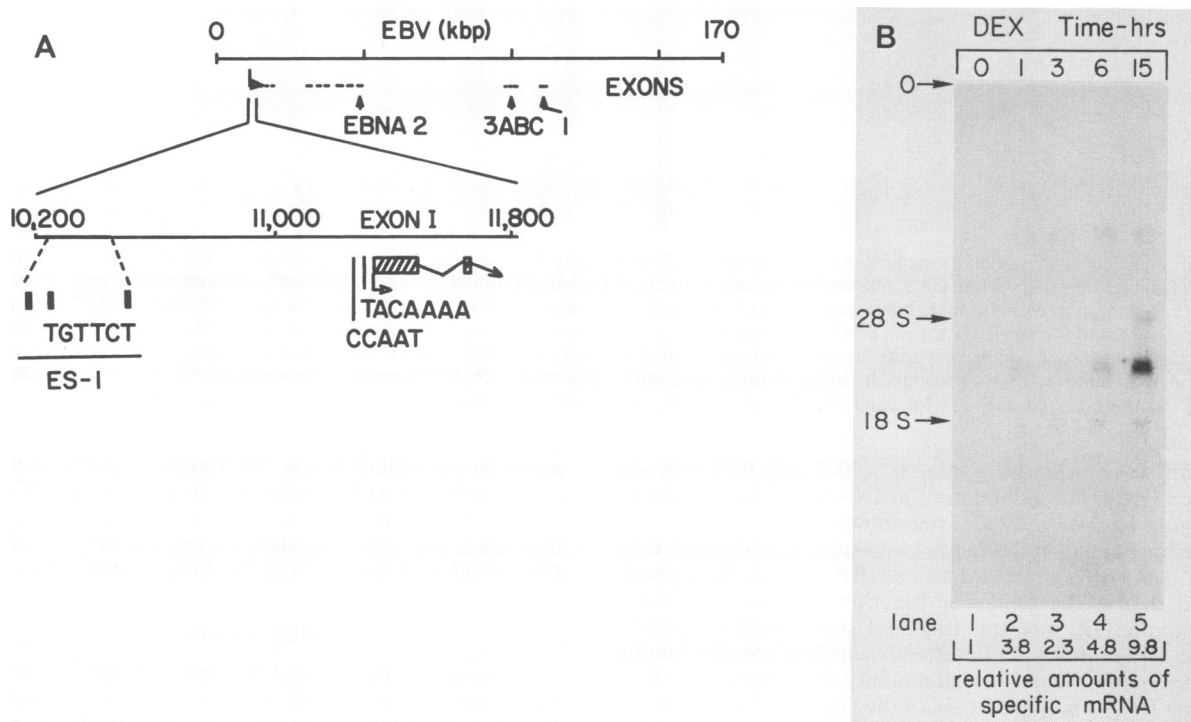 A
0 EBV (kbp) 170
EXONS
EBNA 2 3ABC 1
10,200 11,000 EXON I 11,800
TGTTCT
TACAAAA
CCAAT
ES-1
B
DEX Time-hrs
0 1 3 6 15
0
28 S
18 S
lane 1 2 3 4 5
1 3.8 2.3 4.8 9.8
relative amounts of
specific mRNA